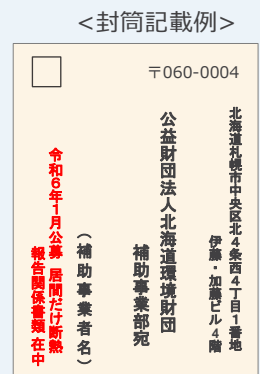 <封筒記載例>
〒060-0004
北海道札幌市中央区北4条西4丁目1番地
伊藤・加藤ビル4階
公益財団法人北海道環境財団
補助事業部宛
(補助事業者名)
令和6年1月公募 居間だけ断熱
報告関係書類 在中